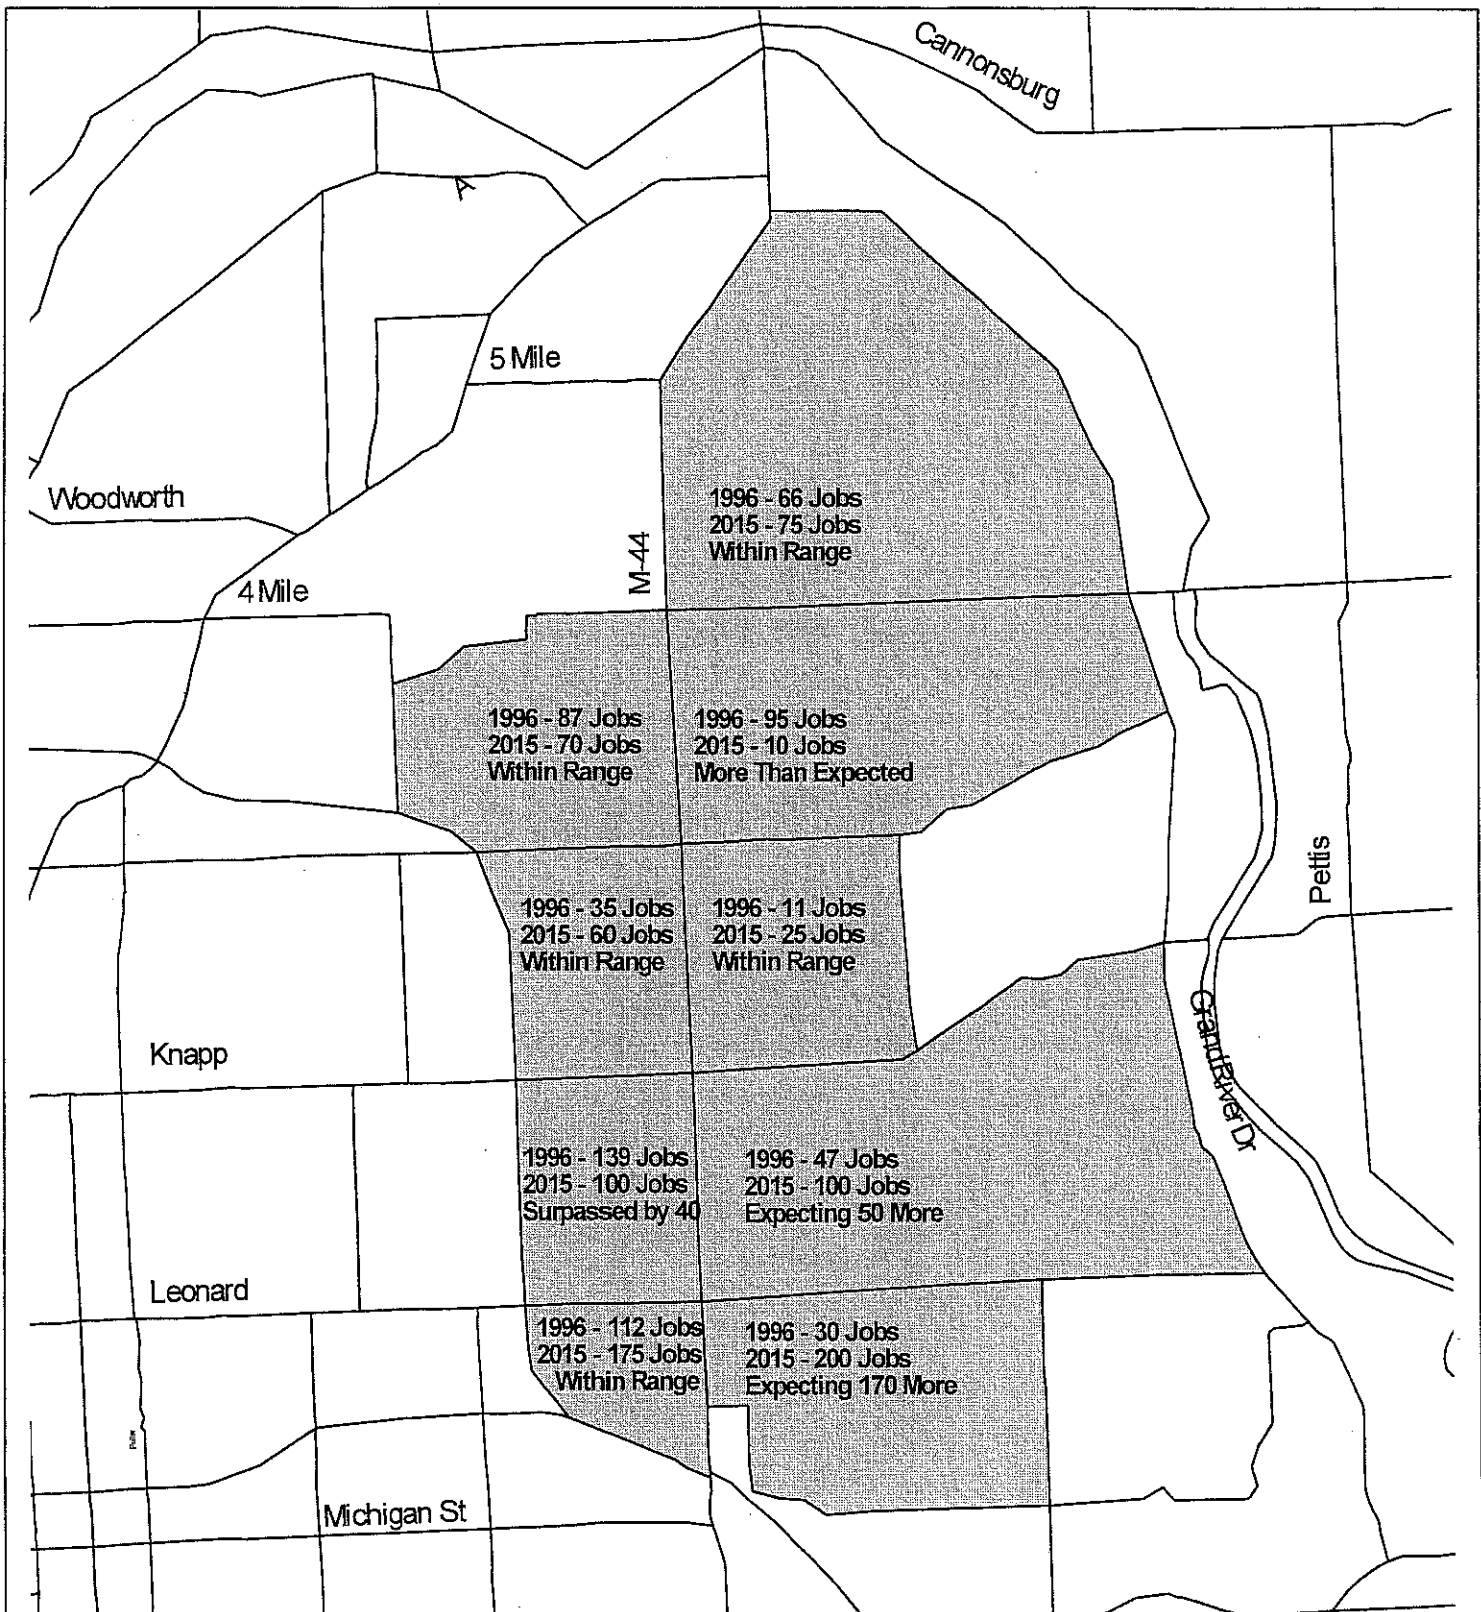 Cannonsburg
A
5 Mile
Woodworth
1996 - 66 Jobs
2015 - 75 Jobs
Within Range
M-44
4 Mile
1996 - 87 Jobs
2015 - 70 Jobs
Within Range
1996 - 95 Jobs
2015 - 10 Jobs
More Than Expected
Pettis
1996 - 35 Jobs
2015 - 60 Jobs
Within Range
1996 - 11 Jobs
2015 - 25 Jobs
Within Range
Grand River Dr
Knapp
1996 - 139 Jobs
2015 - 100 Jobs
Surpassed by 40
1996 - 47 Jobs
2015 - 100 Jobs
Expecting 50 More
Leonard
1996 - 112 Jobs
2015 - 175 Jobs
Within Range
1996 - 30 Jobs
2015 - 200 Jobs
Expecting 170 More
Michigan St